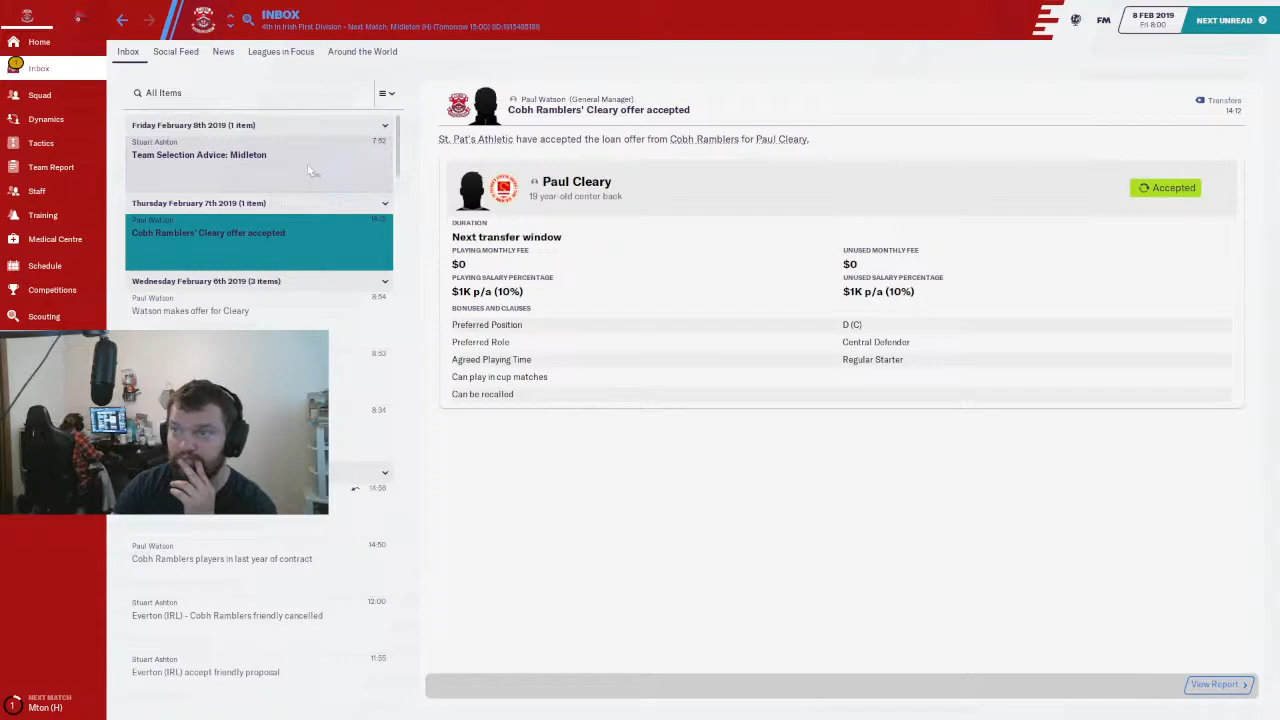 INBOX
4th in Irish First Division - Next Match: Midleton (H) (Tomorrow 15:00) (ID:1915485181)
FM
8 FEB 2019
Fri 8:00
NEXT UNREAD
Home
1
Inbox
Squad
Dynamics
Tactics
Team Report
Staff
Training
Medical Centre
Schedule
Competitions
Scouting
1
NEXT MATCH
Mton (H)
Inbox
Social Feed
News
Leagues in Focus
Around the World
All Items
Friday February 8th 2019 (1 item)
Stuart Ashton
7:52
Team Selection Advice: Midleton
Thursday February 7th 2019 (1 item)
Paul Watson
14:12
Cobh Ramblers' Cleary offer accepted
Wednesday February 6th 2019 (3 items)
Paul Watson
8:54
Watson makes offer for Cleary
8:53
8:34
14:56
Paul Watson
14:50
Cobh Ramblers players in last year of contract
Stuart Ashton
12:00
Everton (IRL) - Cobh Ramblers friendly cancelled
Stuart Ashton
11:55
Everton (IRL) accept friendly proposal
Paul Watson (General Manager)
Cobh Ramblers' Cleary offer accepted
Transfers
14:12
St. Pat's Athletic have accepted the loan offer from Cobh Ramblers for Paul Cleary.
Paul Cleary
19 year-old center back
Accepted
DURATION
Next transfer window
PLAYING MONTHLY FEE
UNUSED MONTHLY FEE
$0
$0
PLAYING SALARY PERCENTAGE
UNUSED SALARY PERCENTAGE
$1K p/a (10%)
$1K p/a (10%)
BONUSES AND CLAUSES
Preferred Position
D (C)
Preferred Role
Central Defender
Agreed Playing Time
Regular Starter
Can play in cup matches
Can be recalled
View Report